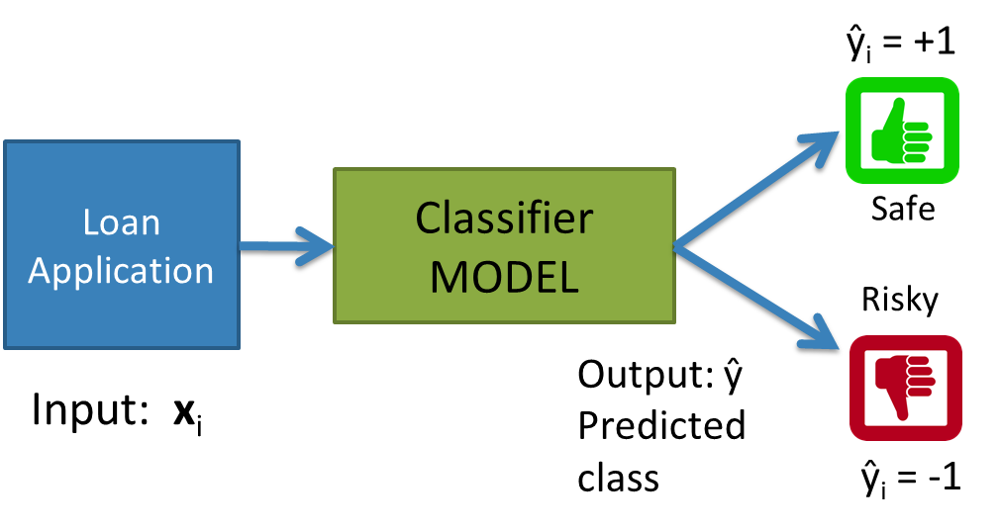 Loan
Application
Input: xᵢ
Classifier
MODEL
Output: ŷ
Predicted
class
ŷᵢ = +1
Safe
Risky
ŷᵢ = -1